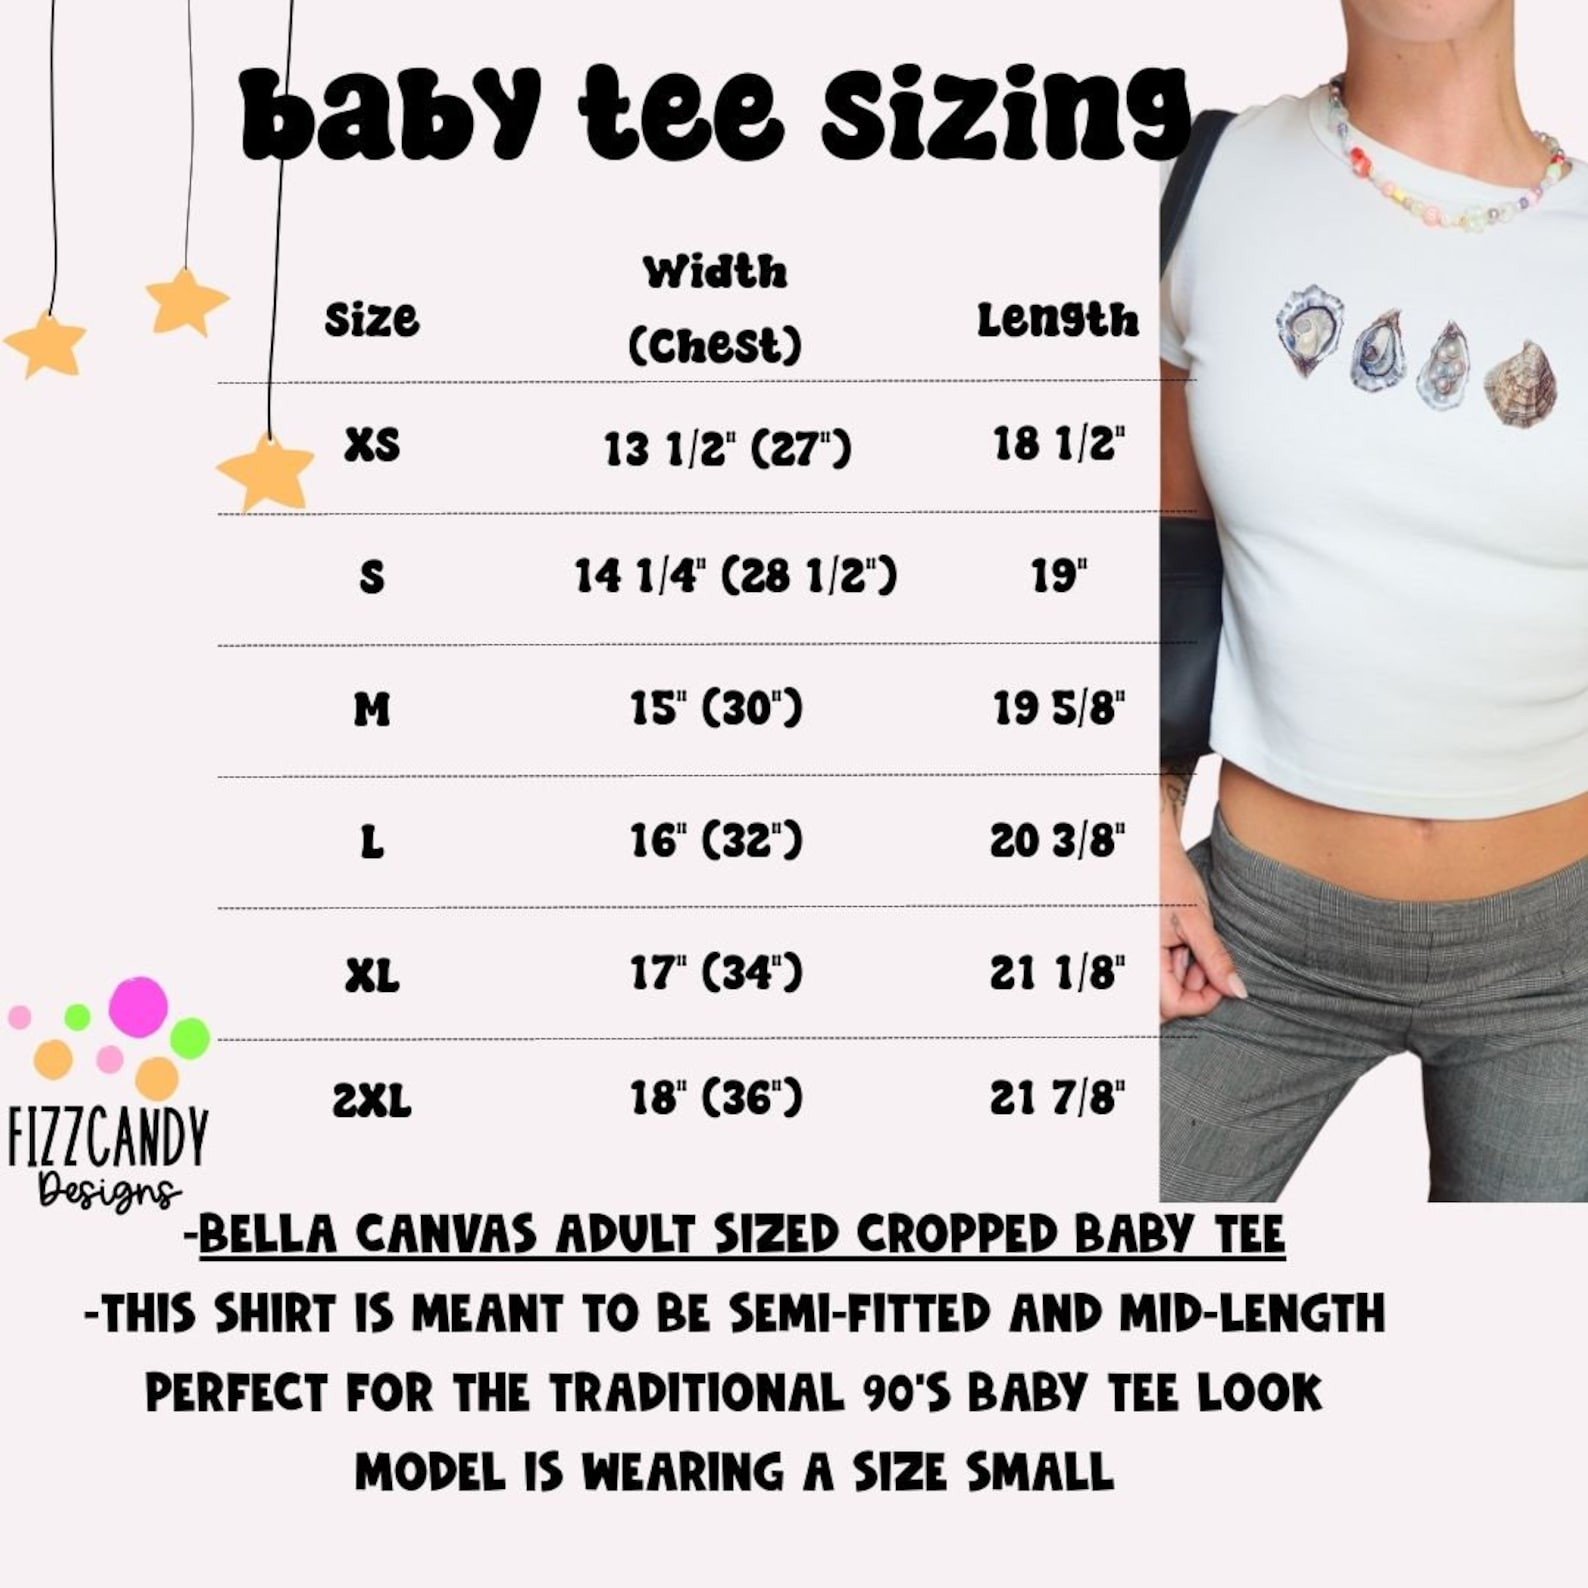 baby tee sizing
Size Width (Chest) Length
XS 13 1/2" (27") 18 1/2"
S 14 1/4" (28 1/2") 19"
M 15" (30") 19 5/8"
L 16" (32") 20 3/8"
XL 17" (34") 21 1/8"
2XL 18" (36") 21 7/8"
FIZZCANDY
Designs
-BELLA CANVAS ADULT SIZED CROPPED BABY TEE
-THIS SHIRT IS MEANT TO BE SEMI-FITTED AND MID-LENGTH
PERFECT FOR THE TRADITIONAL 90'S BABY TEE LOOK
MODEL IS WEARING A SIZE SMALL